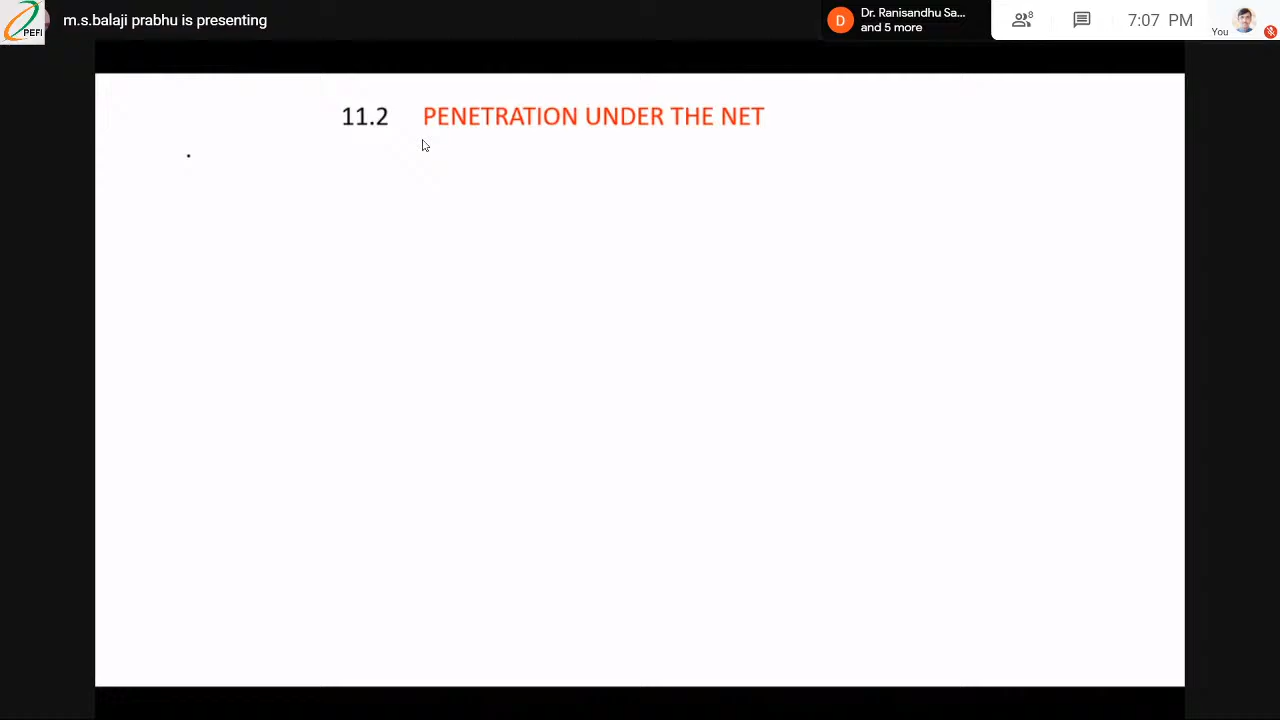 PEFI
m.s.balaji prabhu is presenting
D
Dr. Ranisandhu Sa...
and 5 more
8
7:07 PM
You
11.2 PENETRATION UNDER THE NET